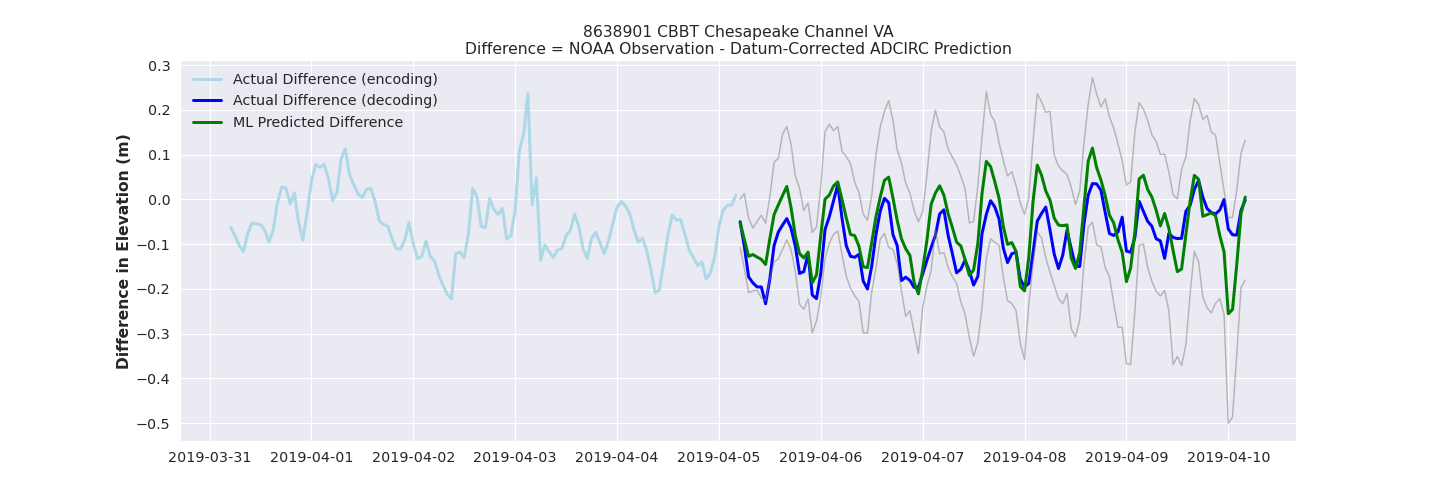 8638901 CBBT Chesapeake Channel VA
Difference = NOAA Observation - Datum-Corrected ADCIRC Prediction
Difference in Elevation (m)
0.3
0.2
0.1
0.0
−0.1
−0.2
−0.3
−0.4
−0.5
Actual Difference (encoding)
Actual Difference (decoding)
ML Predicted Difference
2019-03-31 2019-04-01 2019-04-02 2019-04-03 2019-04-04 2019-04-05 2019-04-06 2019-04-07 2019-04-08 2019-04-09 2019-04-10